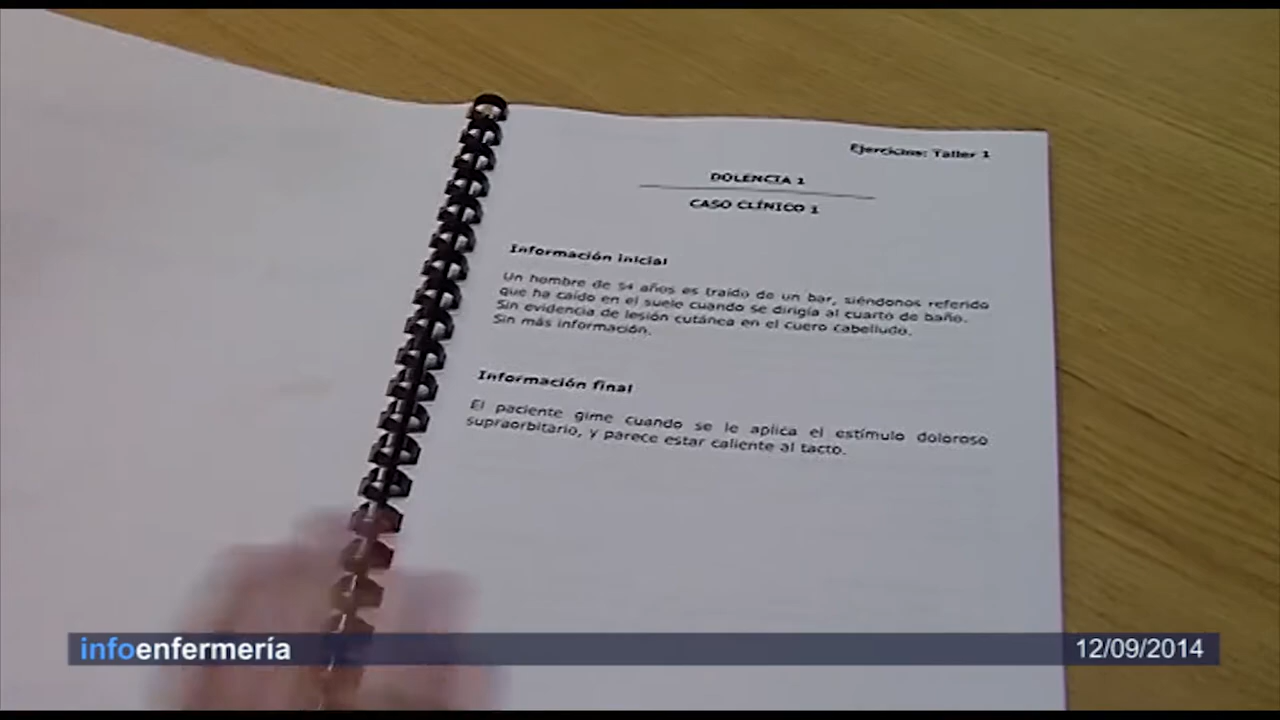 Ejercicios: Taller 1
DOLENCIA 1
CASO CLÍNICO 1
Información inicial
Un hombre de 54 años es traído de un bar, siéndonos referido
que ha caído en el suelo cuando se dirigía al cuarto de baño.
Sin evidencia de lesión cutánea en el cuero cabelludo.
Sin más información.
Información final
El paciente gime cuando se le aplica el estímulo doloroso
supraorbitario, y parece estar caliente al tacto.
infoenfermería
12/09/2014